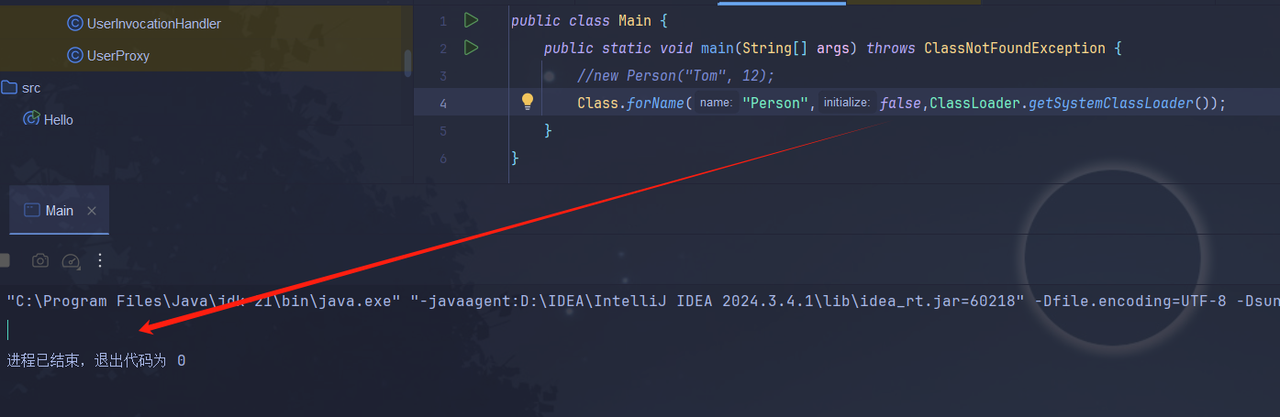 UserInvocationHandler
UserProxy
src
Hello
1 public class Main {
2 public static void main(String[] args) throws ClassNotFoundException {
3 //new Person("Tom", 12);
4 Class.forName( name: "Person", initialize: false,ClassLoader.getSystemClassLoader());
5 }
6 }
Main
"C:\Program Files\Java\jdk-21\bin\java.exe" "-javaagent:D:\IDEA\IntelliJ IDEA 2024.3.4.1\lib\idea_rt.jar=60218" -Dfile.encoding=UTF-8 -Dsun
进程已结束，退出代码为 0